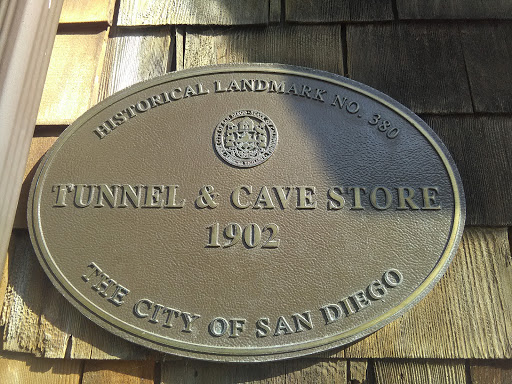 HISTORICAL LANDMARK NO. 380
TUNNEL & CAVE STORE
1902
THE CITY OF SAN DIEGO